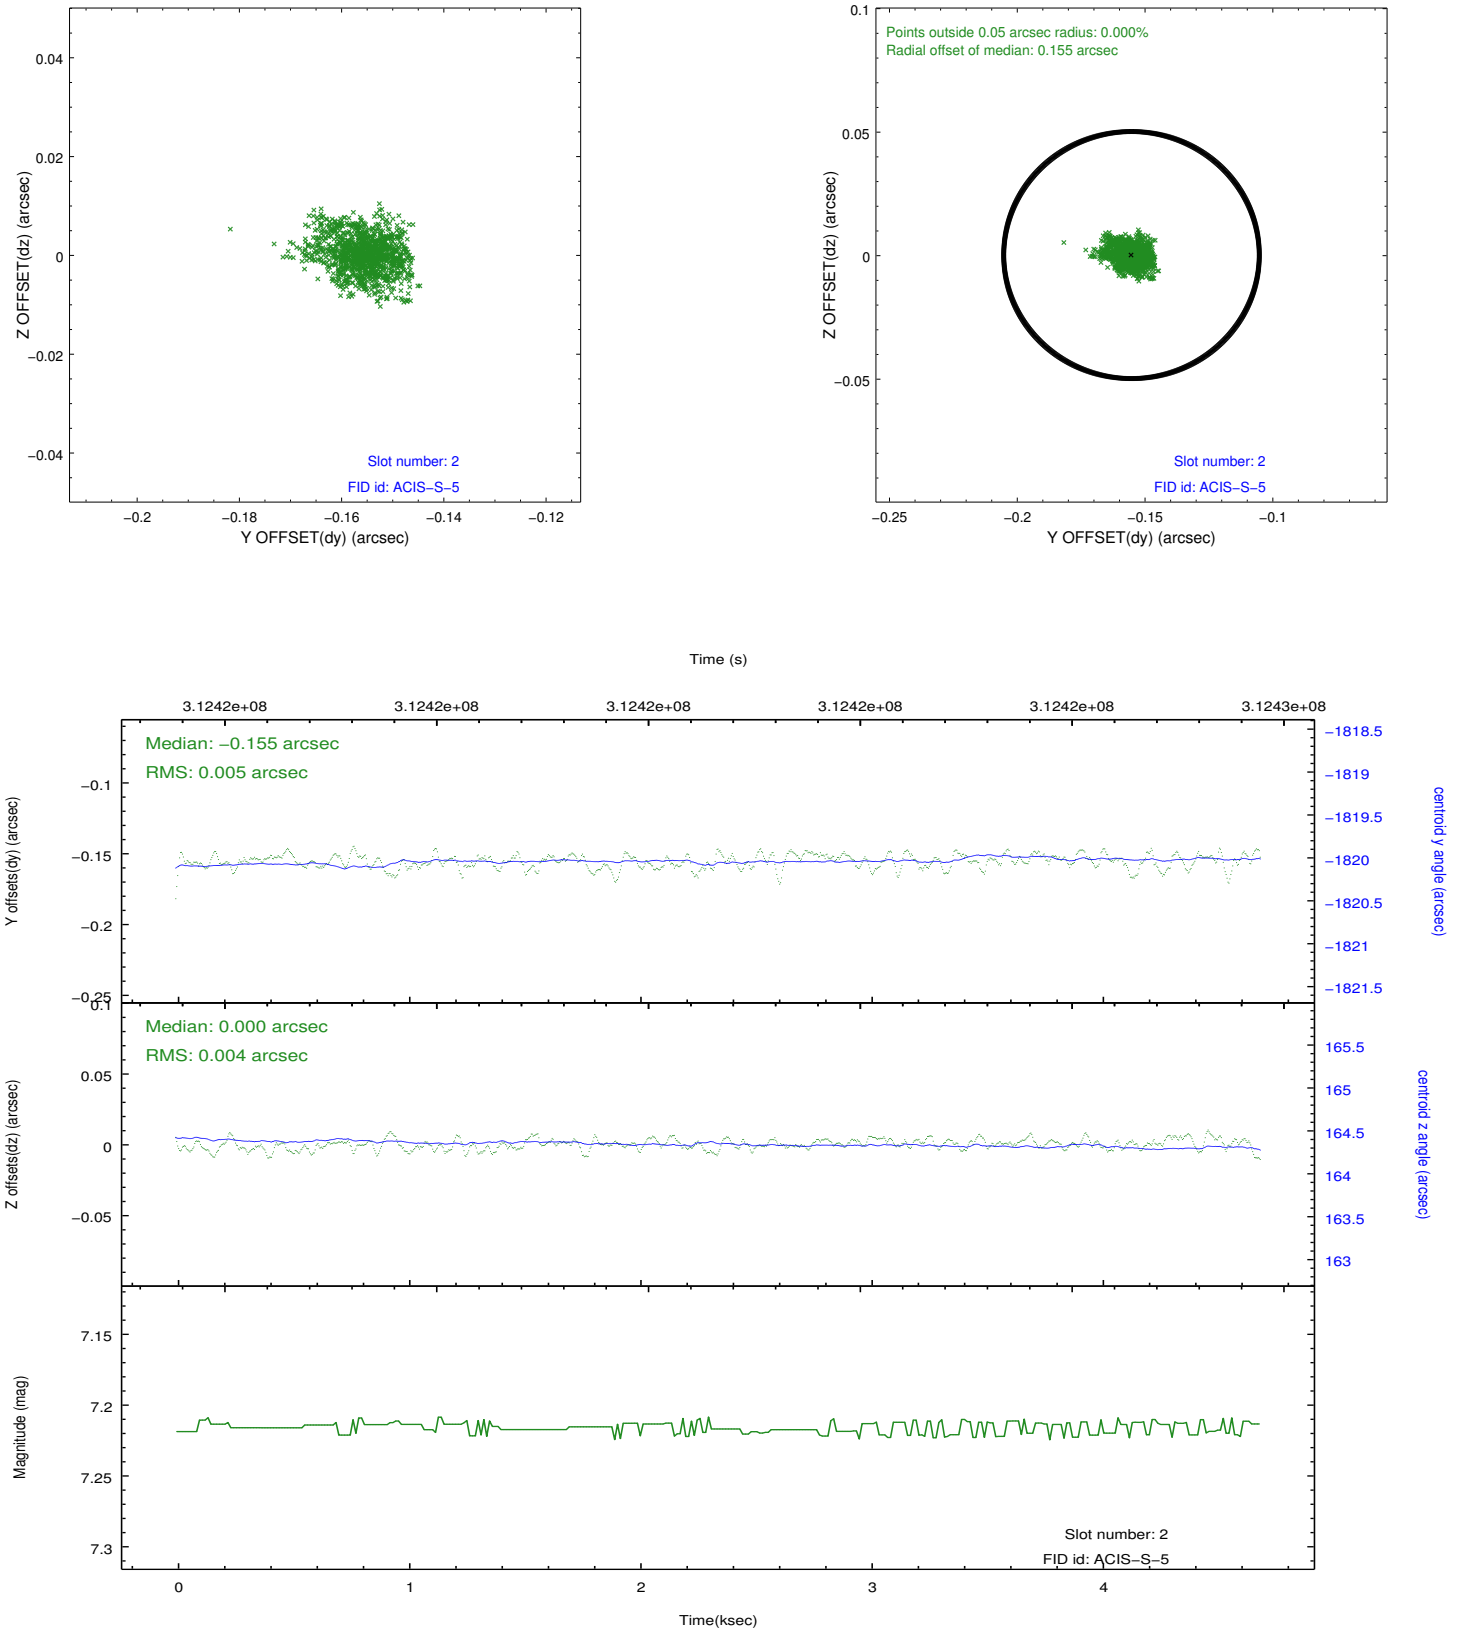 0.04
0.02
0
−0.02
−0.04
Z OFFSET(dz) (arcsec)
Slot number: 2
FID id: ACIS−S−5
−0.2
−0.18
−0.16
−0.14
−0.12
Y OFFSET(dy) (arcsec)
0.1
0.05
0
−0.05
Z OFFSET(dz) (arcsec)
Points outside 0.05 arcsec radius: 0.000%
Radial offset of median: 0.155 arcsec
Slot number: 2
FID id: ACIS−S−5
−0.25
−0.2
−0.15
−0.1
Y OFFSET(dy) (arcsec)
Time (s)
3.1242e+08
3.1242e+08
3.1242e+08
3.1242e+08
3.1242e+08
3.1243e+08
Median: −0.155 arcsec
RMS: 0.005 arcsec
−0.1
−0.15
−0.2
−0.25
Y offsets(dy) (arcsec)
−1818.5
−1819
−1819.5
−1820
−1820.5
−1821
−1821.5
centroid y angle (arcsec)
Median: 0.000 arcsec
RMS: 0.004 arcsec
0.1
0.05
0
−0.05
Z offsets(dz) (arcsec)
165.5
165
164.5
164
163.5
163
centroid z angle (arcsec)
7.15
7.2
7.25
7.3
Magnitude (mag)
Slot number: 2
FID id: ACIS−S−5
0
1
2
3
4
Time(ksec)